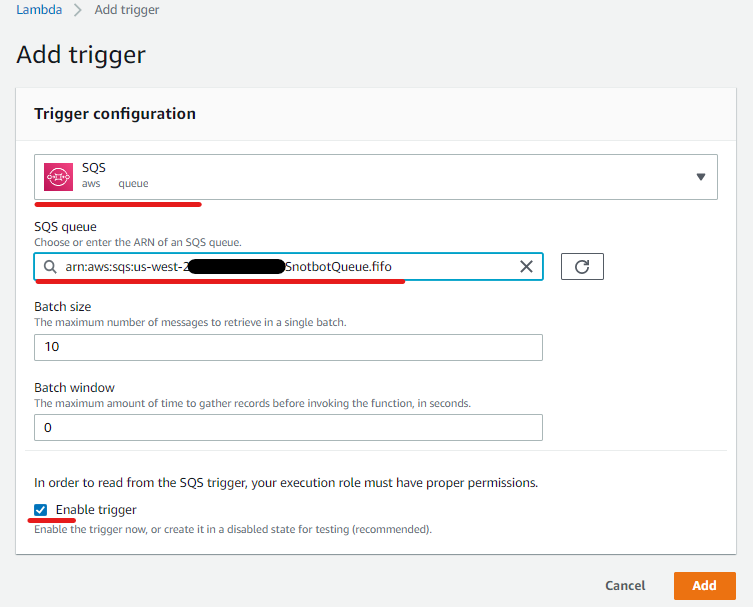 Lambda > Add trigger
Add trigger
Trigger configuration
SQS
aws queue
SQS queue
Choose or enter the ARN of an SQS queue.
arn:aws:sqs:us-west-2 SnotbotQueue.fifo
Batch size
The maximum number of messages to retrieve in a single batch.
10
Batch window
The maximum amount of time to gather records before invoking the function, in seconds.
0
In order to read from the SQS trigger, your execution role must have proper permissions.
Enable trigger
Enable the trigger now, or create it in a disabled state for testing (recommended).
Cancel Add